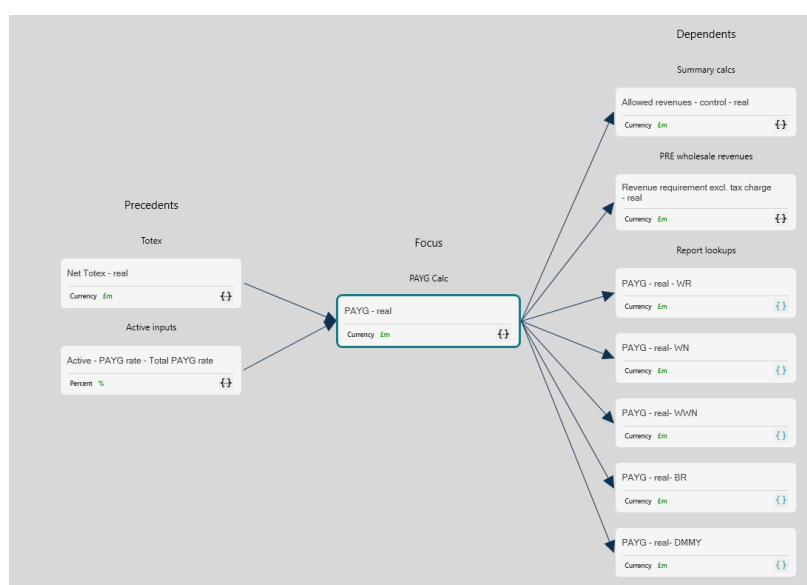 Precedents
Totex
Net Totex - real
Currency £m
{-}
Active inputs
Active - PAYG rate - Total PAYG rate
Percent %
{-}
Focus
PAYG Calc
PAYG - real
Currency £m
{-}
Dependents
Summary calcs
Allowed revenues - control - real
Currency £m
{-}
PRE wholesale revenues
Revenue requirement excl. tax charge
- real
Currency £m
{-}
Report lookups
PAYG - real - WR
Currency £m
{ }
PAYG - real- WN
Currency £m
{ }
PAYG - real- WWN
Currency £m
{ }
PAYG - real- BR
Currency £m
{ }
PAYG - real- DMMY
Currency £m
{ }